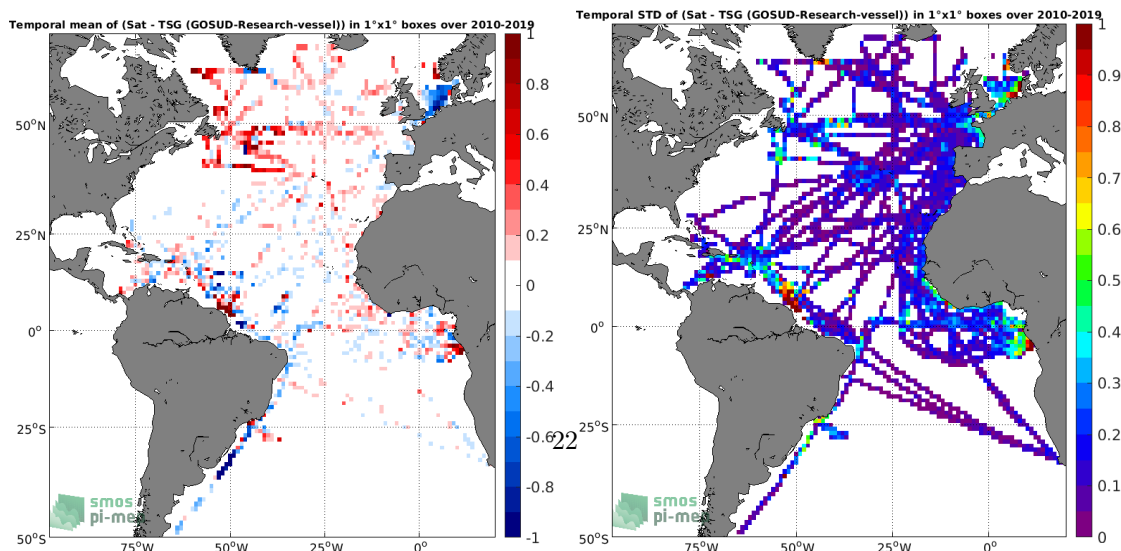 Temporal mean of (Sat - TSG (GOSUD-Research-vessel)) in 1°x1° boxes over 2010-2019
50°N
25°N
0°
25°S
50°S
75°W
50°W
25°W
0°
1
0.8
0.6
0.4
0.2
0
-0.2
-0.4
-0.6
-0.8
-1
smos
pi-me
22
Temporal STD of (Sat - TSG (GOSUD-Research-vessel)) in 1°x1° boxes over 2010-2019
50°N
25°N
0°
25°S
50°S
75°W
50°W
25°W
0°
1
0.9
0.8
0.7
0.6
0.5
0.4
0.3
0.2
0.1
0
smos
pi-me